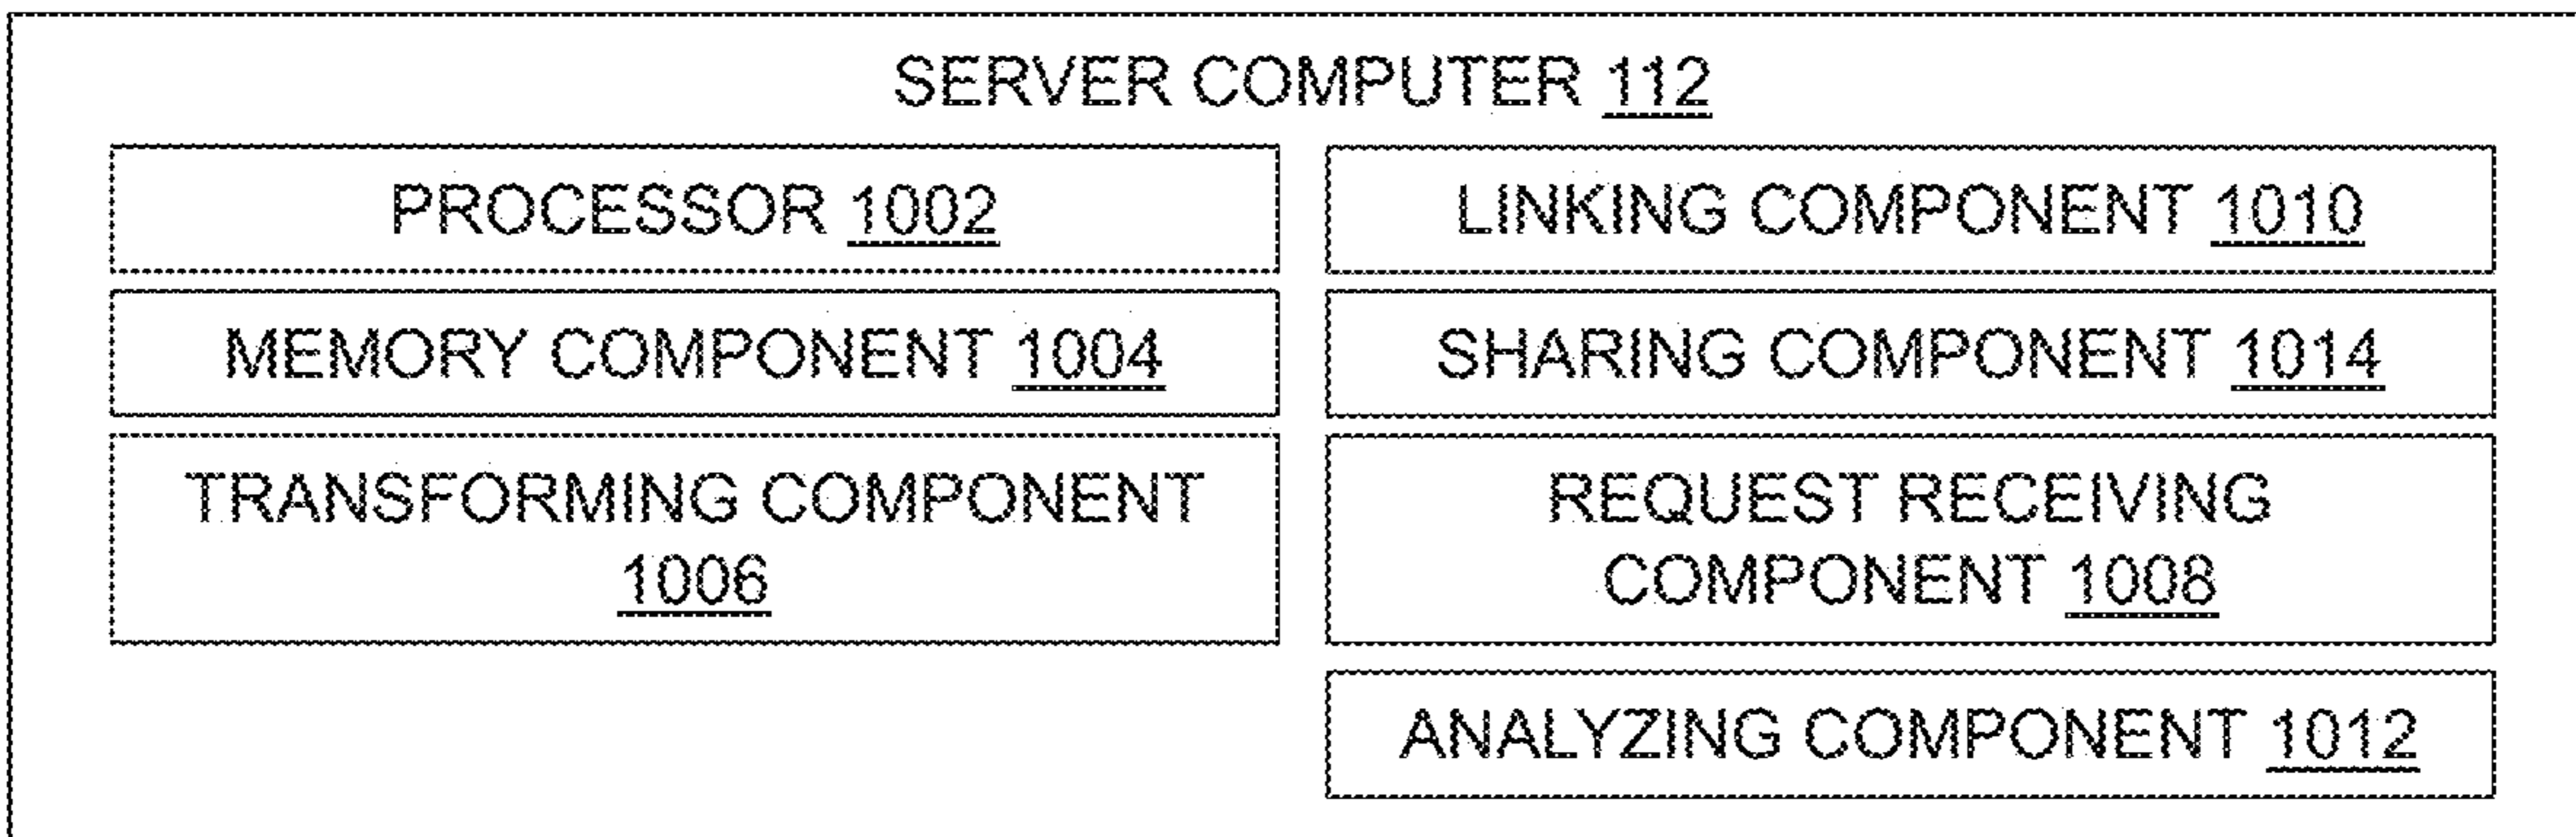 SERVER COMPUTER 112
PROCESSOR 1002
MEMORY COMPONENT 1004
TRANSFORMING COMPONENT
1006
LINKING COMPONENT 1010
SHARING COMPONENT 1014
REQUEST RECEIVING
COMPONENT 1008
ANALYZING COMPONENT 1012